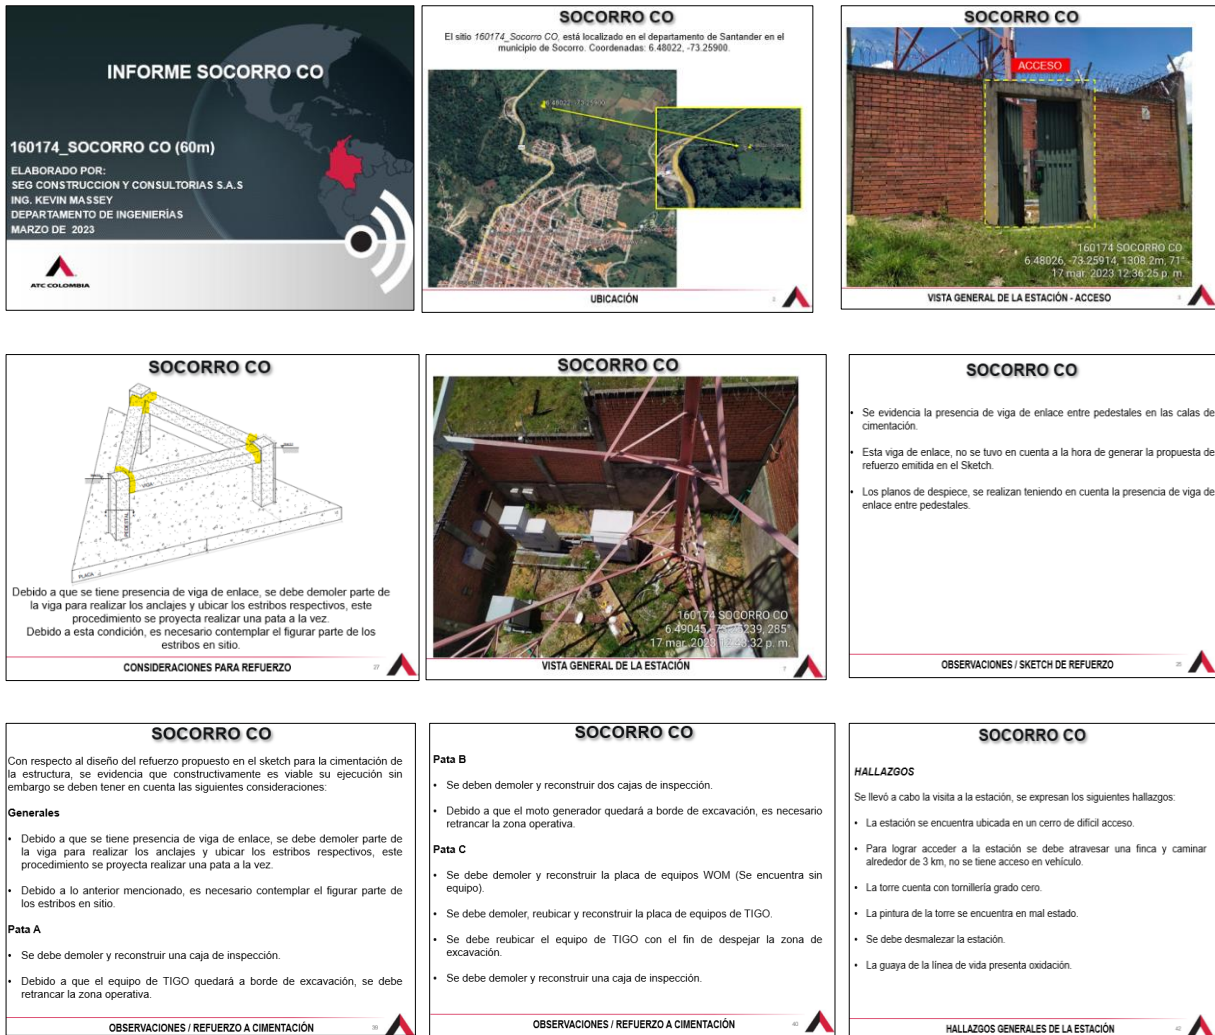 INFORME SOCORRO CO
160174_SOCORRO CO (60m)
ELABORADO POR:
SEG CONSTRUCCION Y CONSULTORIAS S.A.S
ING. KEVIN MASSEY
DEPARTAMENTO DE INGENIERÍAS
MARZO DE 2023
ATC COLOMBIA
SOCORRO CO
El sitio 160174_Socorro CO, está localizado en el departamento de Santander en el
municipio de Socorro. Coordenadas: 6.48022, -73.25900.
6.48022, -73.25900
UBICACIÓN
2
SOCORRO CO
ACCESO
160174 SOCORRO CO
6.48026, -73.25914, 1308.2m, 71°
17 mar. 2023 12:36:25 p. m.
VISTA GENERAL DE LA ESTACIÓN - ACCESO
SOCORRO CO
VIGA
PEDESTAL
PLACA
Debido a que se tiene presencia de viga de enlace, se debe demoler parte de
la viga para realizar los anclajes y ubicar los estribos respectivos, este
procedimiento se proyecta realizar una pata a la vez.
Debido a esta condición, es necesario contemplar el figurar parte de los
estribos en sitio.
CONSIDERACIONES PARA REFUERZO
37
SOCORRO CO
160174 SOCORRO CO
6.49045,
239, 285°
17 mar. 2023
32 p. m.
VISTA GENERAL DE LA ESTACIÓN
7
SOCORRO CO
• Se evidencia la presencia de viga de enlace entre pedestales en las calas de
cimentación.
• Esta viga de enlace, no se tuvo en cuenta a la hora de generar la propuesta de
refuerzo emitida en el Sketch.
• Los planos de despiece, se realizan teniendo en cuenta la presencia de viga de
enlace entre pedestales.
OBSERVACIONES / SKETCH DE REFUERZO
SOCORRO CO
Con respecto al diseño del refuerzo propuesto en el sketch para la cimentación de
la estructura, se evidencia que constructivamente es viable su ejecución sin
embargo se deben tener en cuenta las siguientes consideraciones:
Generales
• Debido a que se tiene presencia de viga de enlace, se debe demoler parte de
la viga para realizar los anclajes y ubicar los estribos respectivos, este
procedimiento se proyecta realizar una pata a la vez.
• Debido a lo anterior mencionado, es necesario contemplar el figurar parte de
los estribos en sitio.
Pata A
• Se debe demoler y reconstruir una caja de inspección.
• Debido a que el equipo de TIGO quedará a borde de excavación, se debe
retrancar la zona operativa.
OBSERVACIONES / REFUERZO A CIMENTACIÓN
SOCORRO CO
Pata B
• Se deben demoler y reconstruir dos cajas de inspección.
• Debido a que el moto generador quedará a borde de excavación, es necesario
retrancar la zona operativa.
Pata C
• Se debe demoler y reconstruir la placa de equipos WOM (Se encuentra sin
equipo).
• Se debe demoler, reubicar y reconstruir la placa de equipos de TIGO.
• Se debe reubicar el equipo de TIGO con el fin de despejar la zona de
excavación.
• Se debe demoler y reconstruir una caja de inspección.
OBSERVACIONES / REFUERZO A CIMENTACIÓN
40
SOCORRO CO
HALLAZGOS
Se llevó a cabo la visita a la estación, se expresan los siguientes hallazgos:
• La estación se encuentra ubicada en un cerro de difícil acceso.
• Para lograr acceder a la estación se debe atravesar una finca y caminar
alrededor de 3 km, no se tiene acceso en vehículo.
• La torre cuenta con tornillería grado cero.
• La pintura de la torre se encuentra en mal estado.
• Se debe desmalezar la estación.
• La guaya de la línea de vida presenta oxidación.
HALLAZGOS GENERALES DE LA ESTACIÓN
42